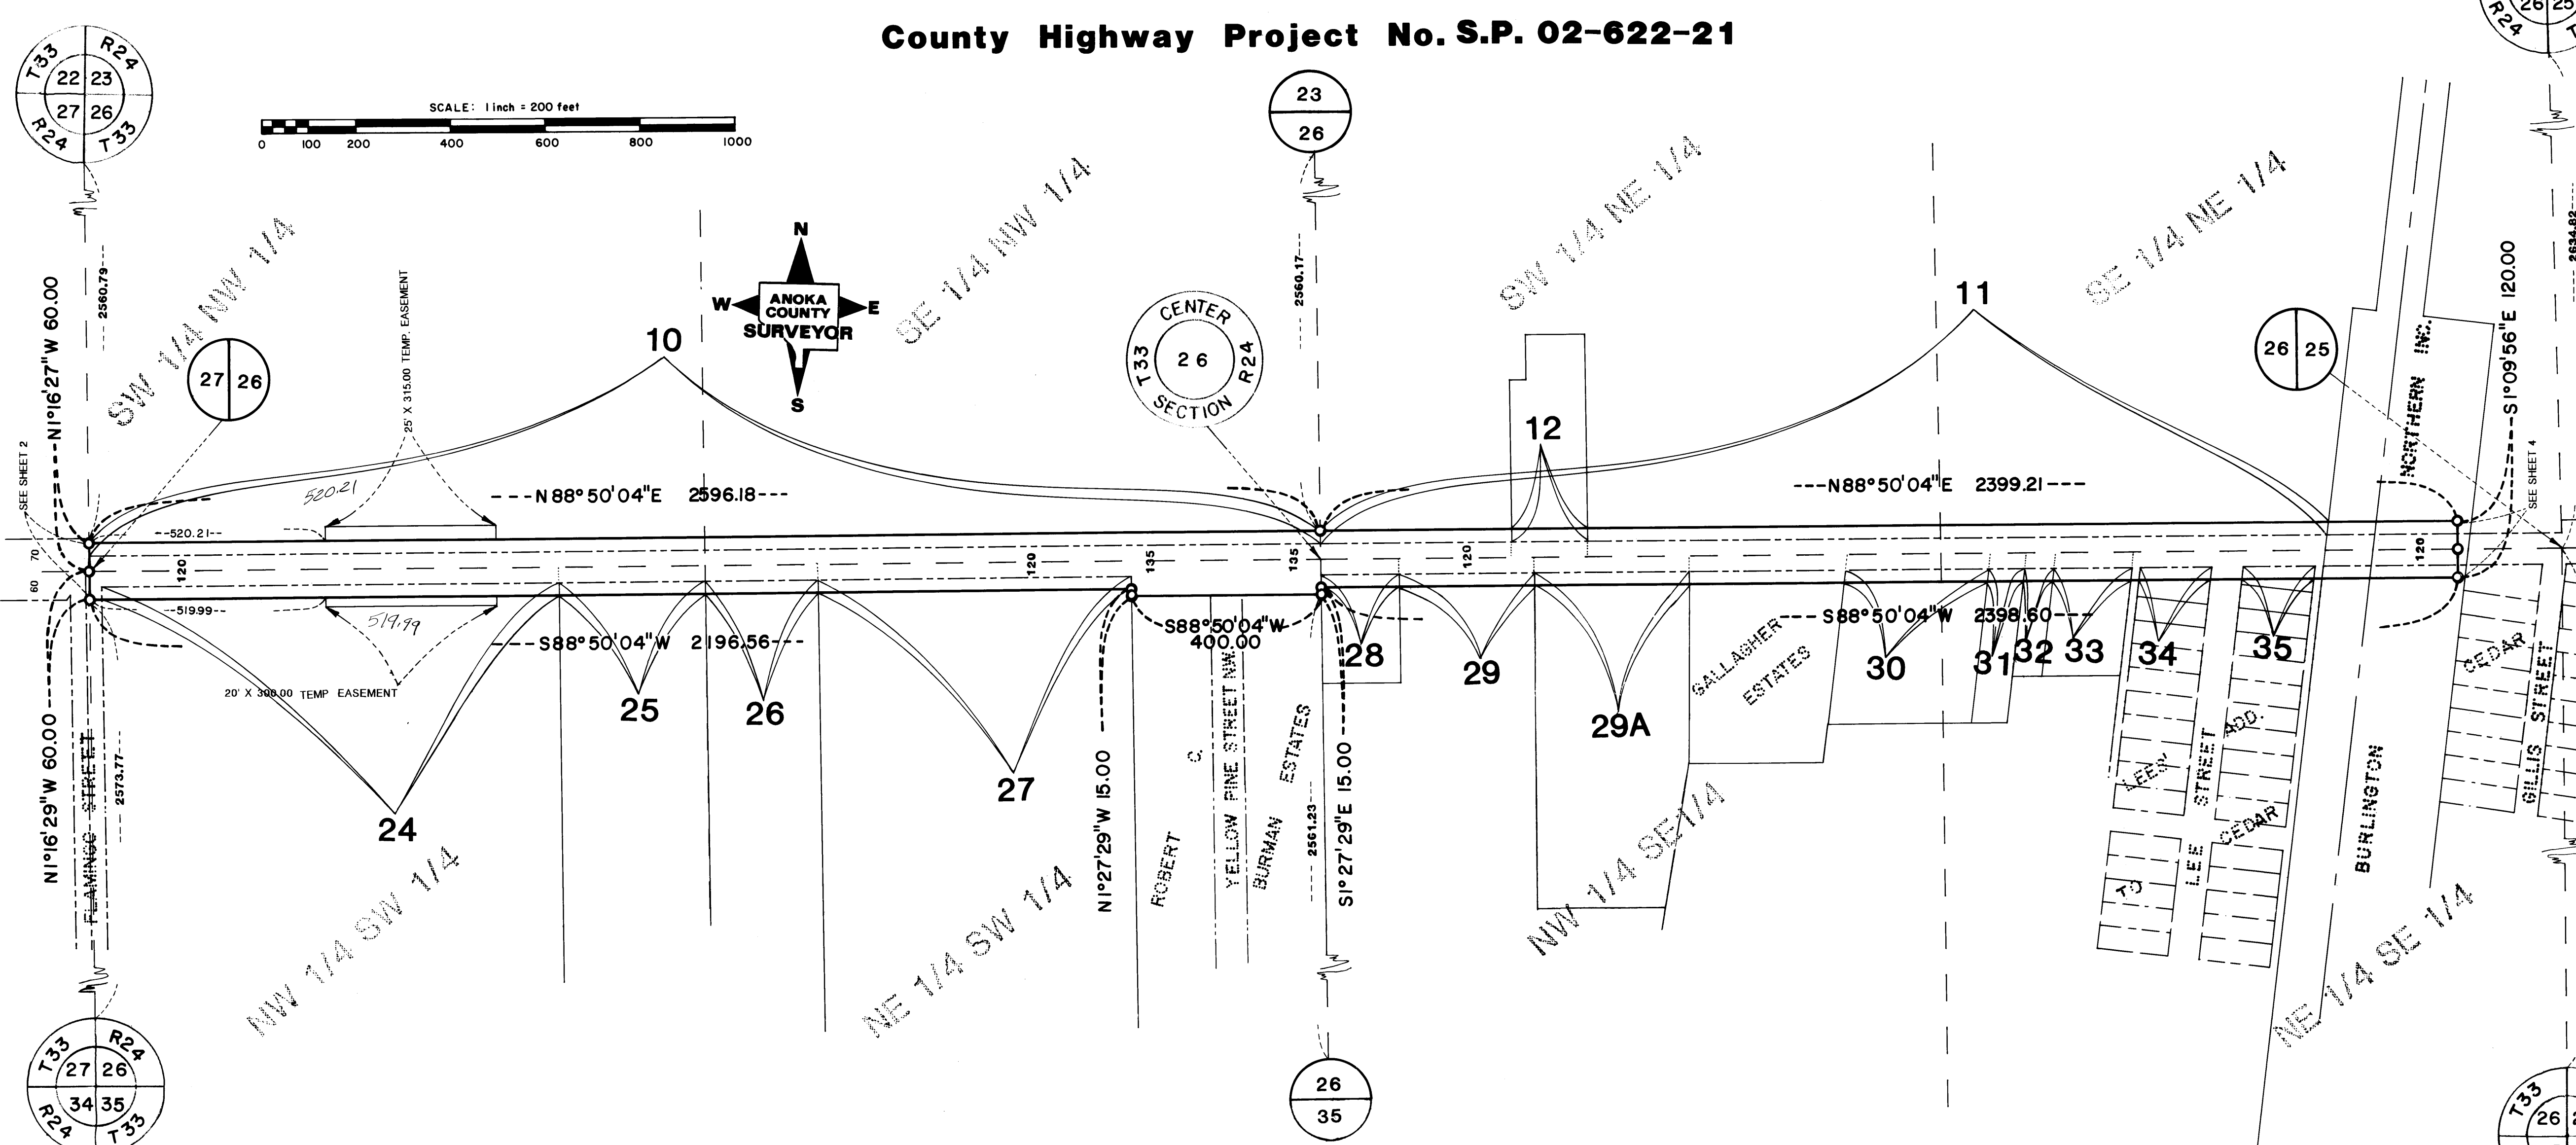 County Highway Project No. S.P. 02-622-21
T33 R24
22 23
27 26
R24 T33
SCALE: 1 inch = 200 feet
0 100 200 400 600 800 1000
23
26
26
R24
SW 1/4 NW 1/4
SE 1/4 NW 1/4
SW 1/4 NE 1/4
SE 1/4 NE 1/4
N
W E
ANOKA
COUNTY
SURVEYOR
S
2560.79
2560.17
2634.82
N1°16'27"W 60.00
S1°09'56"E 120.00
25' X 315.00 TEMP. EASEMENT
27 26
10
CENTER
T33 26 R24
SECTION
12
11
26 25
NORTHERN INC.
SEE SHEET 2
SEE SHEET 4
520.21
N88°50'04"E 2596.18
N88°50'04"E 2399.21
520.21
70
60
120
120
135
135
120
120
519.99
519.99
S88°50'04"W 2196.56
S88°50'04"W
400.00
S88°50'04"W 2398.60
20' X 300.00 TEMP EASEMENT
24
25
26
27
28
29
29A
30
31
32
33
34
35
N1°16'29"W 60.00
N1°27'29"W 15.00
S1°27'29"E 15.00
2573.77
2561.23
FLAMINGO STREET
ROBERT C.
YELLOW PINE STREET NW.
BURMAN ESTATES
GALLAGHER
ESTATES
LEES'
ADD.
TO
CEDAR
LEE STREET
CEDAR
GILLIS STREET
BURLINGTON
NW 1/4 SW 1/4
NE 1/4 SW 1/4
NW 1/4 SE 1/4
NE 1/4 SE 1/4
T33 R24
27 26
34 35
R24 T33
26
35
T33
26